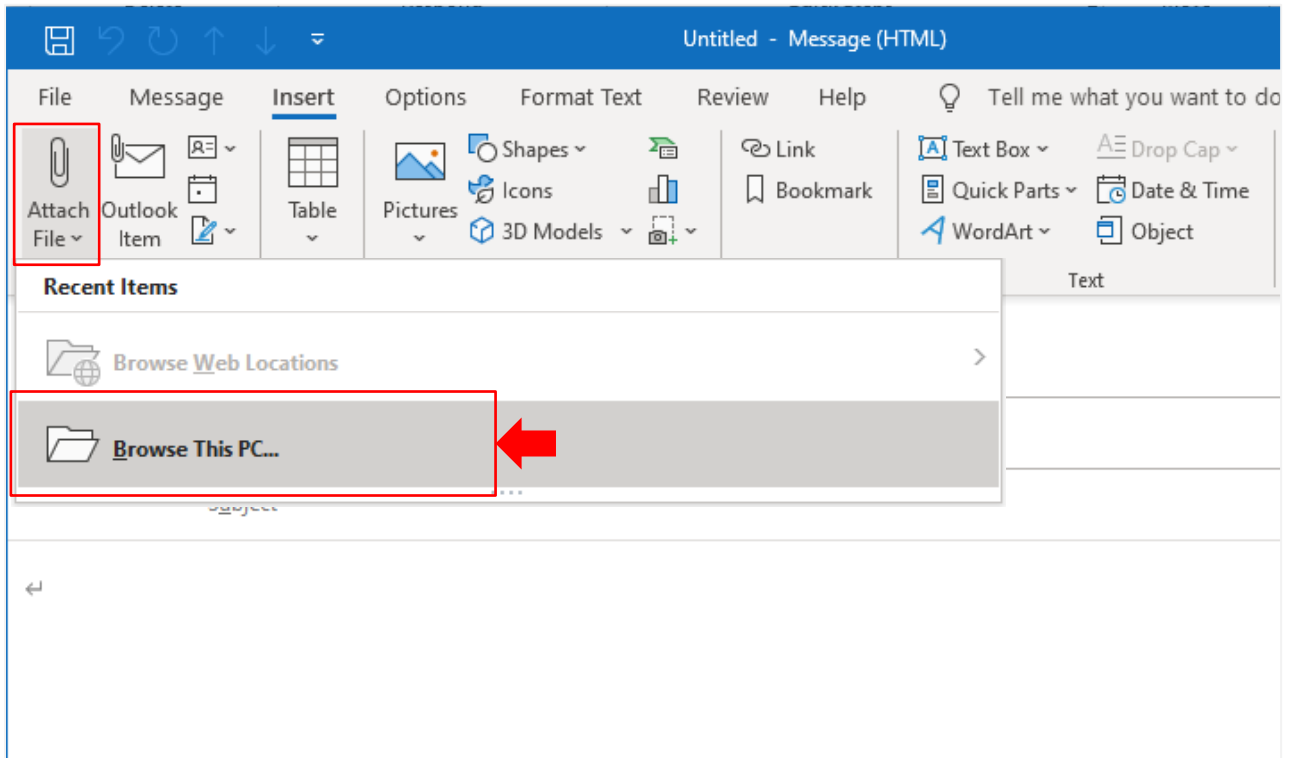 Untitled - Message (HTML)
File Message Insert Options Format Text Review Help Tell me what you want to do
Attach File
Outlook Item
Table
Pictures
Shapes
Icons
3D Models
Link
Bookmark
Text Box
Quick Parts
WordArt
Drop Cap
Date & Time
Object
Text
Recent Items
Browse Web Locations
Browse This PC...
Subject